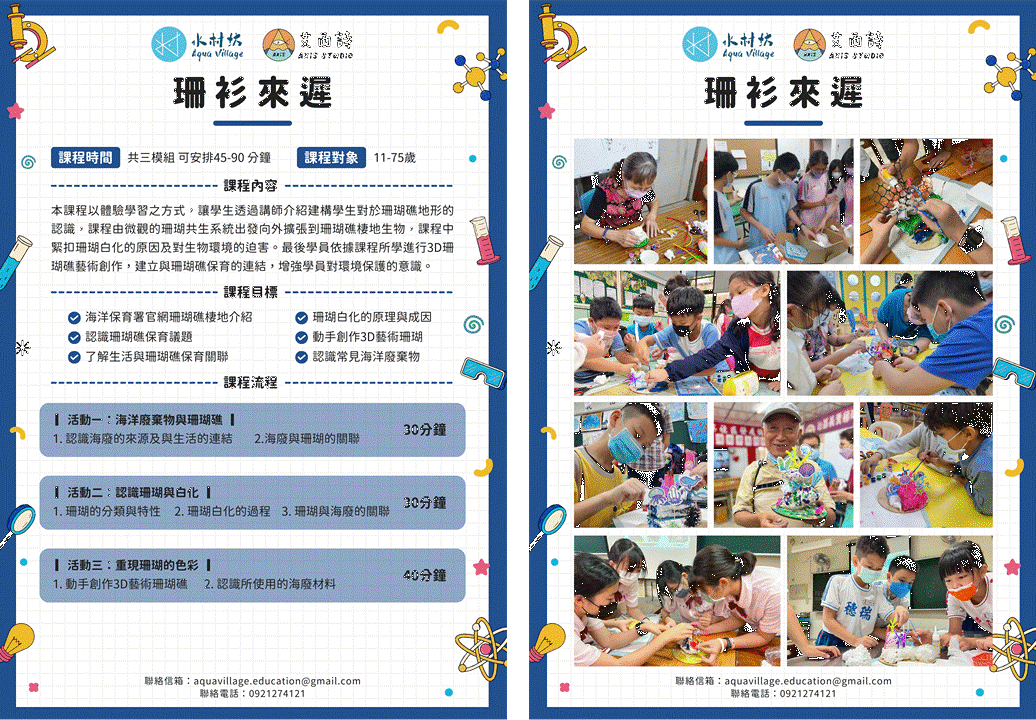 水村坎
Aqua Village
艾西詩
AXIS STUDIO
珊衫來遲
課程時間 共三模組 可安排45-90 分鐘 課程對象 11-75歲
課程內容
本課程以體驗學習之方式，讓學生透過講師介紹建構學生對於珊瑚礁地形的
認識，課程由微觀的珊瑚共生系統出發向外擴張到珊瑚礁棲地生物，課程中
緊扣珊瑚白化的原因及對生物環境的迫害。最後學員依據課程所學進行3D珊
瑚礁藝術創作，建立與珊瑚礁保育的連結，增強學員對環境保護的意識。
課程目標
海洋保育署官網珊瑚礁棲地介紹 珊瑚白化的原理與成因
認識珊瑚礁保育議題 動手創作3D藝術珊瑚
了解生活與珊瑚礁保育關聯 認識常見海洋廢棄物
課程流程
活動一：海洋廢棄物與珊瑚礁
1. 認識海廢的來源及與生活的連結 2.海廢與珊瑚的關聯
30分鐘
活動二：認識珊瑚與白化
1. 珊瑚的分類與特性 2. 珊瑚白化的過程 3. 珊瑚與海廢的關聯
30分鐘
活動三：重現珊瑚的色彩
1. 動手創作3D藝術珊瑚礁 2. 認識所使用的海廢材料
40分鐘
聯絡信箱：aquavillage.education@gmail.com
聯絡電話：0921274121
水村坎
Aqua Village
艾西詩
AXIS STUDIO
珊衫來遲
穗瑞
聯絡信箱：aquavillage.education@gmail.com
聯絡電話：0921274121